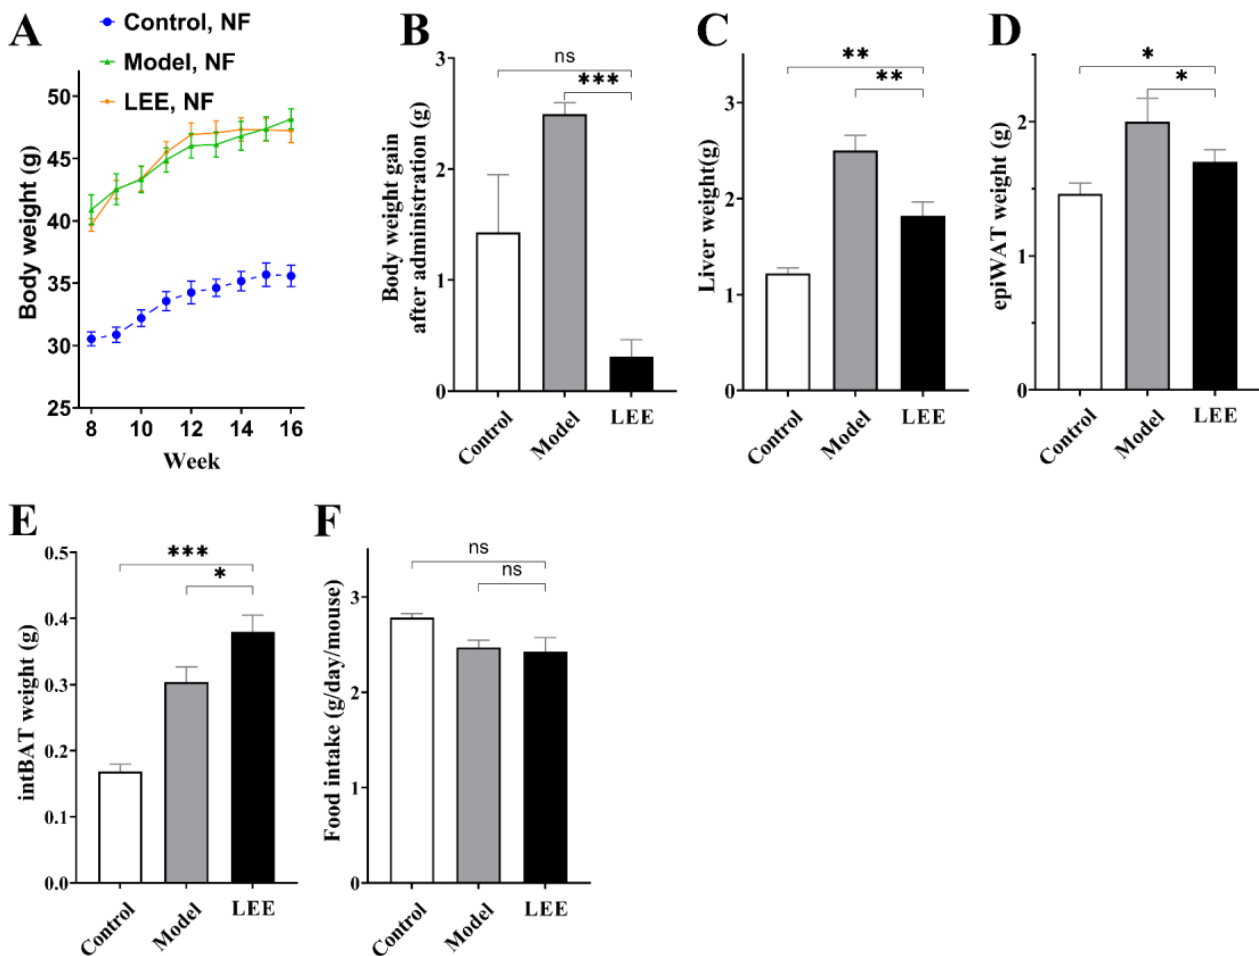 A
Control, NF
Model, NF
LEE, NF
Body weight (g)
50
45
40
35
30
25
8 10 12 14 16
Week
B
Body weight gain
after administration (g)
3
2
1
0
ns
***
Control Model LEE
C
Liver weight(g)
3
2
1
0
**
**
Control Model LEE
D
epiWAT weight (g)
2
1
0
*
*
Control Model LEE
E
intBAT weight (g)
0.5
0.4
0.3
0.2
0.1
0.0
***
*
Control Model LEE
F
Food intake (g/day/mouse)
3
2
1
0
ns
ns
Control Model LEE